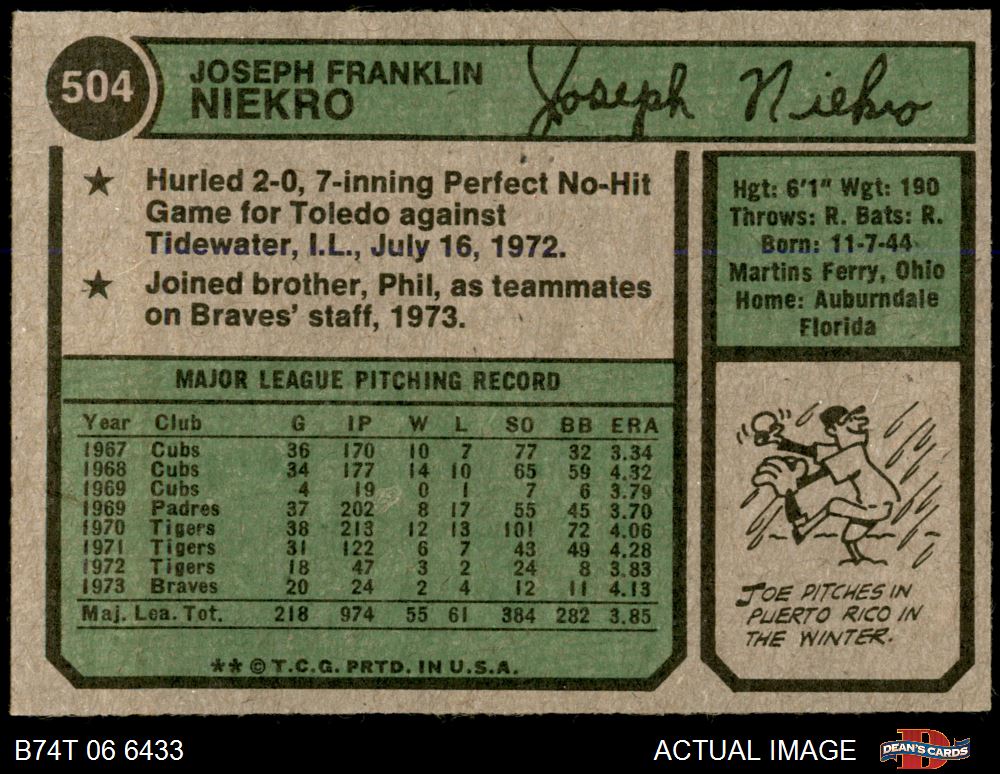 504
JOSEPH FRANKLIN
NIEKRO
Joseph Niekro
★ Hurled 2-0, 7-inning Perfect No-Hit
Game for Toledo against
Tidewater, I.L., July 16, 1972.
★ Joined brother, Phil, as teammates
on Braves' staff, 1973.
Hgt: 6'1" Wgt: 190
Throws: R. Bats: R.
Born: 11-7-44
Martins Ferry, Ohio
Home: Auburndale
Florida
MAJOR LEAGUE PITCHING RECORD
Year Club G IP W L SO BB ERA
1967 Cubs 36 170 10 7 77 32 3.34
1968 Cubs 34 177 14 10 65 59 4.32
1969 Cubs 4 19 0 1 7 6 3.79
1969 Padres 37 202 8 17 55 45 3.70
1970 Tigers 38 213 12 13 101 72 4.06
1971 Tigers 31 122 6 7 43 49 4.28
1972 Tigers 18 47 3 2 24 8 3.83
1973 Braves 20 24 2 4 12 11 4.13
Maj. Lea. Tot. 218 974 55 61 384 282 3.85
** © T.C.G. PRTD. IN U.S.A.
JOE PITCHES IN
PUERTO RICO IN
THE WINTER.
B74T 06 6433
ACTUAL IMAGE
DEAN'S CARDS